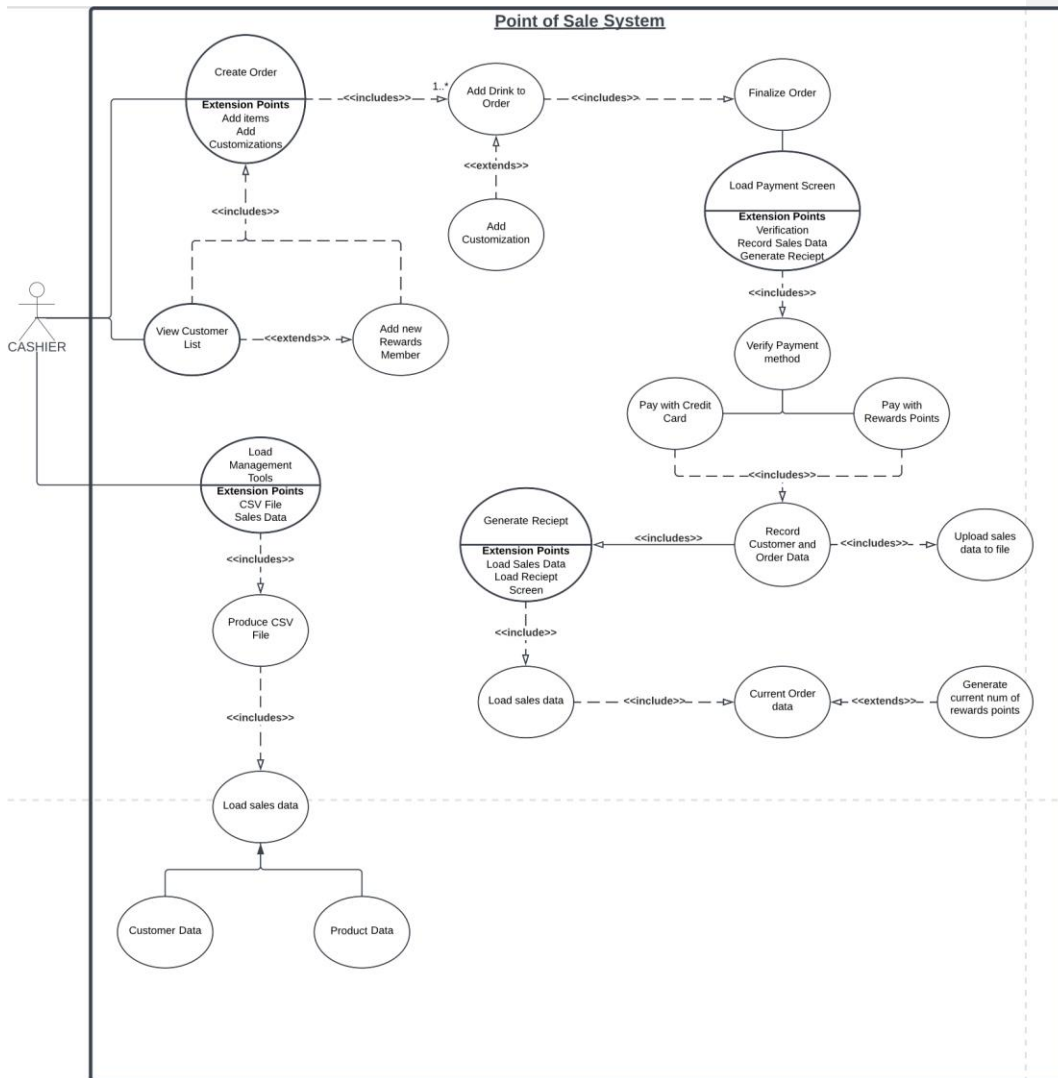 Point of Sale System
Create Order
Extension Points
Add items
Add
Customizations
<<includes>>
1..*
Add Drink to
Order
<<includes>>
Finalize Order
<<extends>>
Add
Customization
Load Payment Screen
Extension Points
Verification
Record Sales Data
Generate Reciept
<<includes>>
<<includes>>
CASHIER
View Customer
List
<<extends>>
Add new
Rewards
Member
Verify Payment
method
Pay with Credit
Card
Pay with
Rewards Points
<<includes>>
Load
Management
Tools
Extension Points
CSV File
Sales Data
<<includes>>
Generate Reciept
Extension Points
Load Sales Data
Load Reciept
Screen
<<includes>>
Record
Customer and
Order Data
<<includes>>
Upload sales
data to file
Produce CSV
File
<<include>>
Load sales data
<<include>>
Current Order
data
<<extends>>
Generate
current num of
rewards points
<<includes>>
Load sales data
Customer Data
Product Data